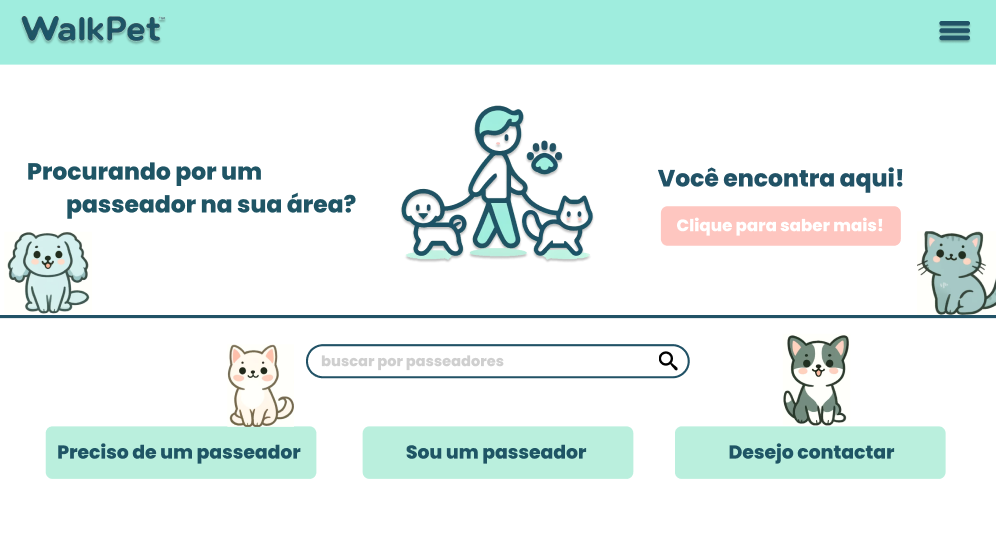 WalkPet
Procurando por um
passeador na sua área?
Você encontra aqui!
Clique para saber mais!
buscar por passeadores
Preciso de um passeador
Sou um passeador
Desejo contactar